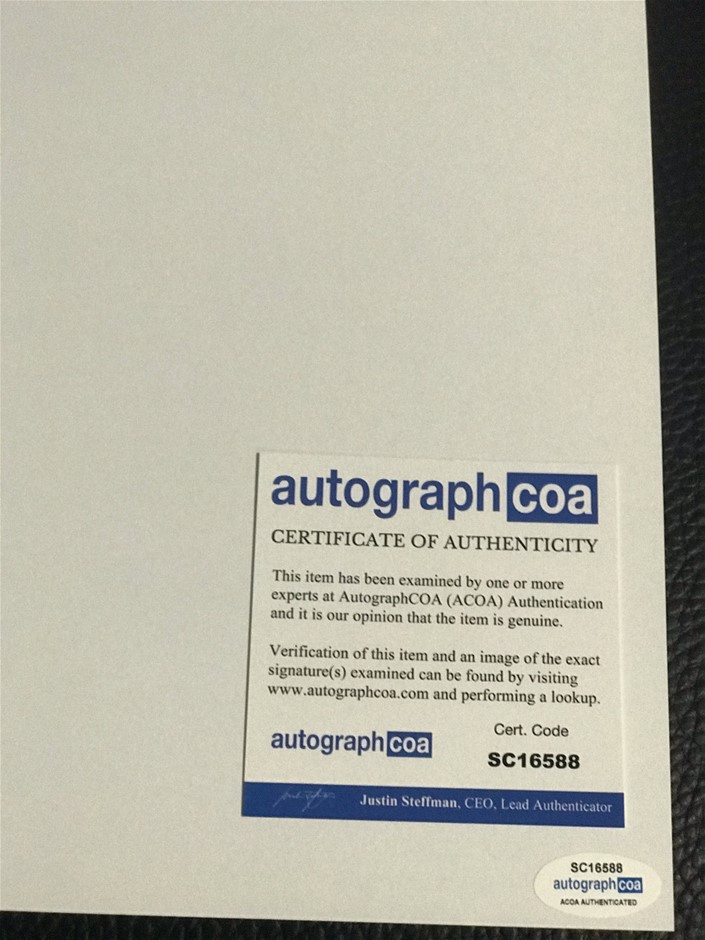 autographcoa
CERTIFICATE OF AUTHENTICITY
This item has been examined by one or more
experts at AutographCOA (ACOA) Authentication
and it is our opinion that the item is genuine.
Verification of this item and an image of the exact
signature(s) examined can be found by visiting
www.autographcoa.com and performing a lookup.
autographcoa
Cert. Code
SC16588
Justin Steffman, CEO, Lead Authenticator
SC16588
autographcoa
ACOA AUTHENTICATED